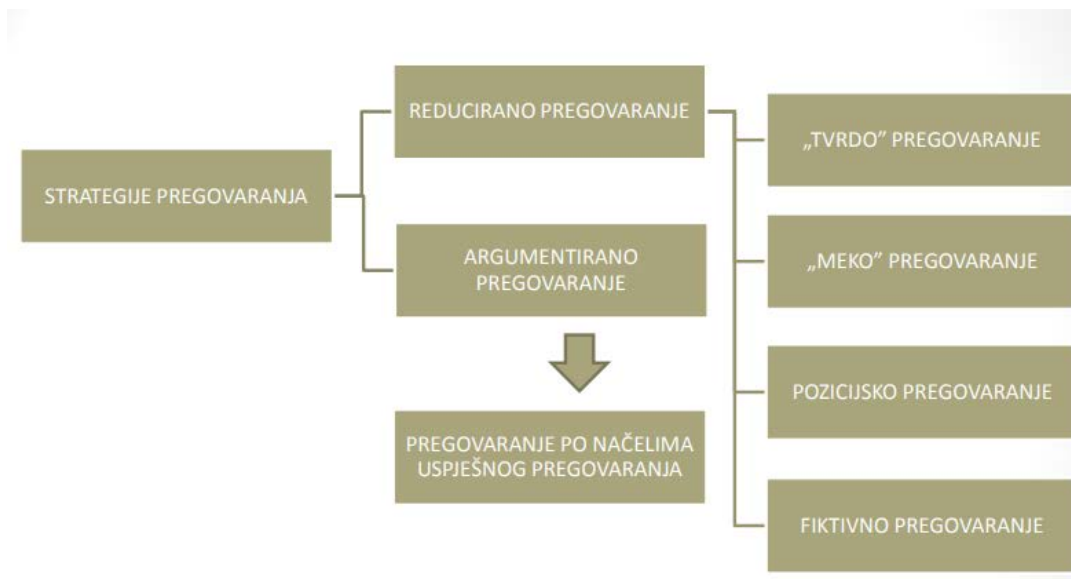 STRATEGIJE PREGOVARANJA
REDUCIRANO PREGOVARANJE
ARGUMENTIRANO
PREGOVARANJE
PREGOVARANJE PO NAČELIMA
USPJEŠNOG PREGOVARANJA
„TVRDO” PREGOVARANJE
„MEKO” PREGOVARANJE
POZICIJSKO PREGOVARANJE
FIKTIVNO PREGOVARANJE